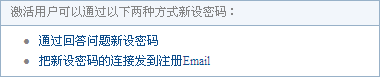 激活用户可以通过以下两种方式新设密码：
通过回答问题新设密码
把新设密码的连接发到注册Email